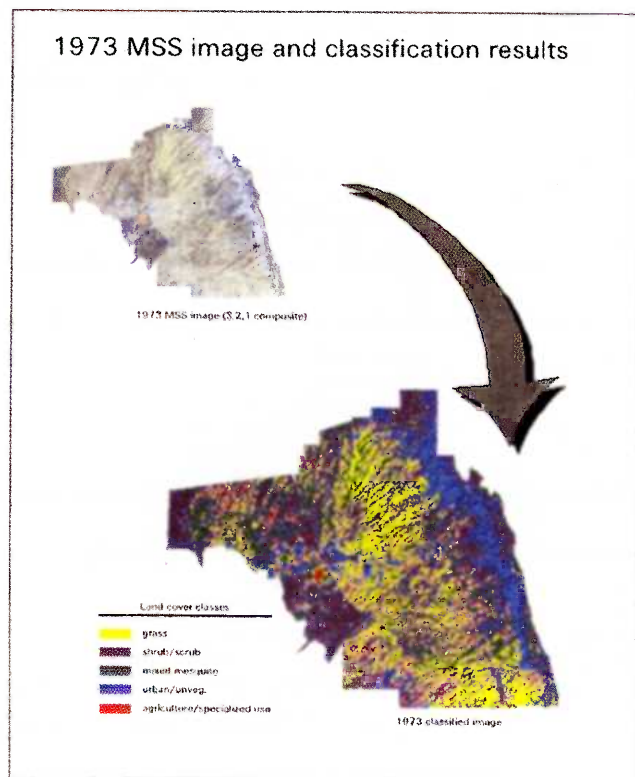 1973 MSS image and classification results
1973 MSS image (3,2,1 composite)
Land cover classes
grass
shrub/scrub
mixed mesquite
urban/unveg.
agriculture/specialized use
1973 classified image